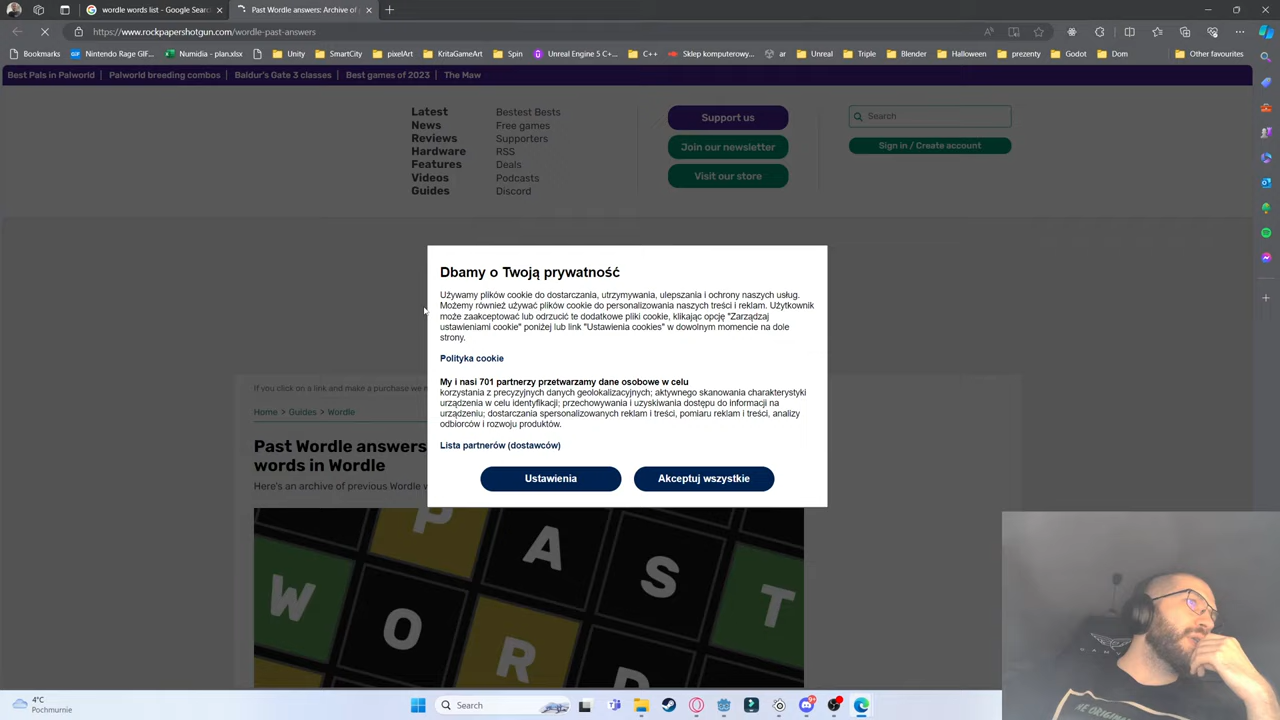 wordle words list - Google Searc
Past Wordle answers: Archive of
https://www.rockpapershotgun.com/wordle-past-answers
Bookmarks
Nintendo Rage GIF...
Numidia - plan.xlsx
Unity
SmartCity
pixelArt
KritaGameArt
Spin
Unreal Engine 5 C+...
C++
Sklep komputerowy...
ar
Unreal
Triple
Blender
Halloween
prezenty
Godot
Dom
Other favourites
Best Pals in Palworld | Palworld breeding combos | Baldur's Gate 3 classes | Best games of 2023 | The Maw
Latest
News
Reviews
Hardware
Features
Videos
Guides
Bestest Bests
Free games
Supporters
RSS
Deals
Podcasts
Discord
Support us
Join our newsletter
Visit our store
Search
Sign in / Create account
Dbamy o Twoją prywatność
Używamy plików cookie do dostarczania, utrzymywania, ulepszania i ochrony naszych usług.
Możemy również używać plików cookie do personalizowania naszych treści i reklam. Użytkownik
może zaakceptować lub odrzucić te dodatkowe pliki cookie, klikając opcję "Zarządzaj
ustawieniami cookie" poniżej lub link "Ustawienia cookies" w dowolnym momencie na dole
strony.
Polityka cookie
My i nasi 701 partnerzy przetwarzamy dane osobowe w celu
korzystania z precyzyjnych danych geolokalizacyjnych; aktywnego skanowania charakterystyki
urządzenia w celu identyfikacji; przechowywania i uzyskiwania dostępu do informacji na
urządzeniu; dostarczania spersonalizowanych reklam i treści, pomiaru reklam i treści, analizy
odbiorców i rozwoju produktów.
Lista partnerów (dostawców)
Ustawienia
Akceptuj wszystkie
If you click on a link and make a purchase we
Home > Guides > Wordle
Past Wordle answers
words in Wordle
Here's an archive of previous Wordle w
P A S T
W O R D
4°C
Pochmurnie
Search